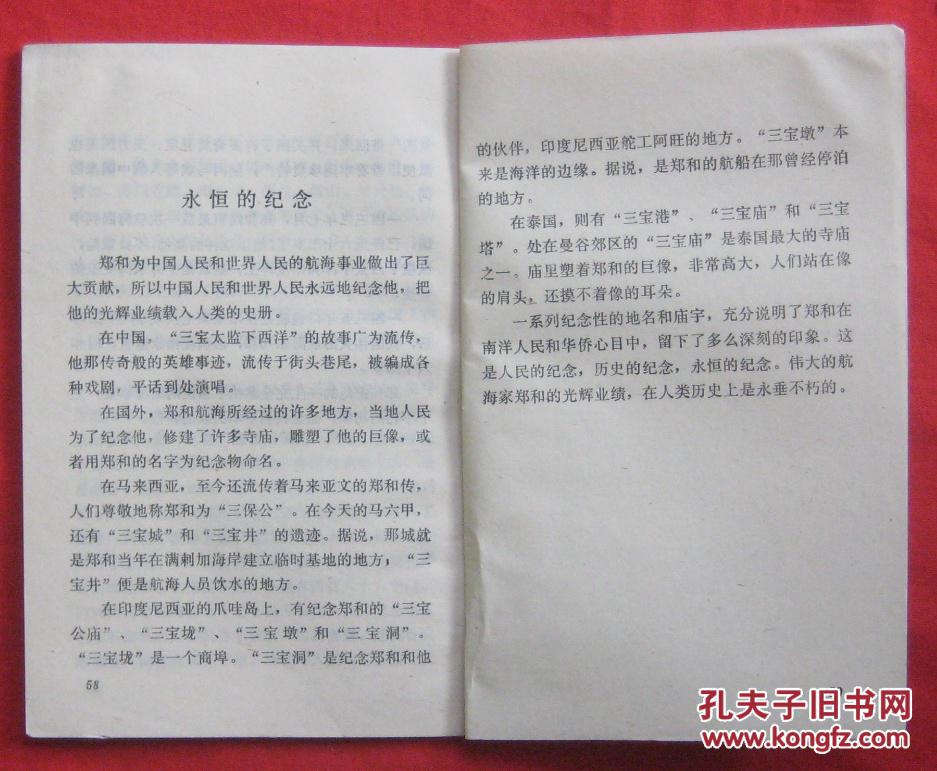 永恒的纪念
郑和为中国人民和世界人民的航海事业做出了巨
大贡献，所以中国人民和世界人民永远地纪念他，把
他的光辉业绩载入人类的史册。
在中国，“三宝大监下西洋”的故事广为流传，
他那传奇般的英雄事迹，流传于街头巷尾，被编成各
种戏剧，平话到处演唱。
在国外，郑和航海所经过的许多地方，当地人民
为了纪念他，修建了许多寺庙，雕塑了他的巨像，或
者用郑和的名字为纪念物命名。
在马来西亚，至今还流传着马来亚文的郑和传，
人们尊敬地称郑和为“三保公”。在今天的马六甲，
还有“三宝城”和“三宝井”的遗迹。据说，那城就
是郑和当年在满剌加海岸建立临时基地的地方，“三
宝井”便是航海人员饮水的地方。
在印度尼西亚的爪哇岛上，有纪念郑和的“三宝
公庙”、“三宝垅”、“三宝墩”和“三宝洞”。
“三宝垅”是一个商埠。“三宝洞”是纪念郑和和他
58
的伙伴，印度尼西亚舵工阿旺的地方。“三宝墩”本
来是海洋的边缘。据说，是郑和的航船在那曾经停泊
的地方。
在泰国，则有“三宝港”、“三宝庙”和“三宝
塔”。处在曼谷郊区的“三宝庙”是泰国最大的寺庙
之一。庙里塑着郑和的巨像，非常高大，人们站在像
的肩头，还摸不着像的耳朵。
一系列纪念性的地名和庙宇，充分说明了郑和在
南洋人民和华侨心目中，留下了多么深刻的印象。这
是人民的纪念，历史的纪念，永恒的纪念。伟大的航
海家郑和的光辉业绩，在人类历史上是永垂不朽的。
孔夫子旧书网
www.kongfz.com